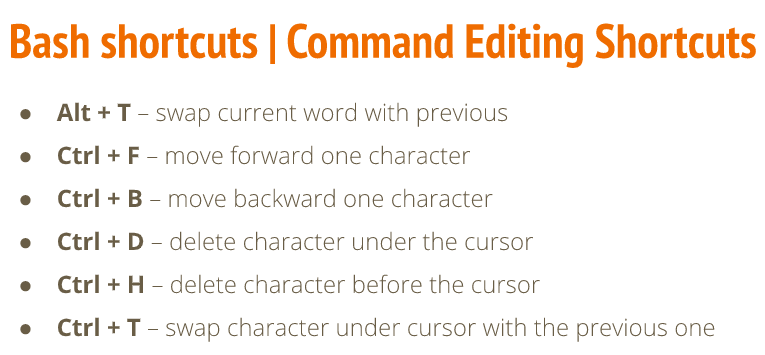 Bash shortcuts | Command Editing Shortcuts
● Alt + T – swap current word with previous
● Ctrl + F – move forward one character
● Ctrl + B – move backward one character
● Ctrl + D – delete character under the cursor
● Ctrl + H – delete character before the cursor
● Ctrl + T – swap character under cursor with the previous one